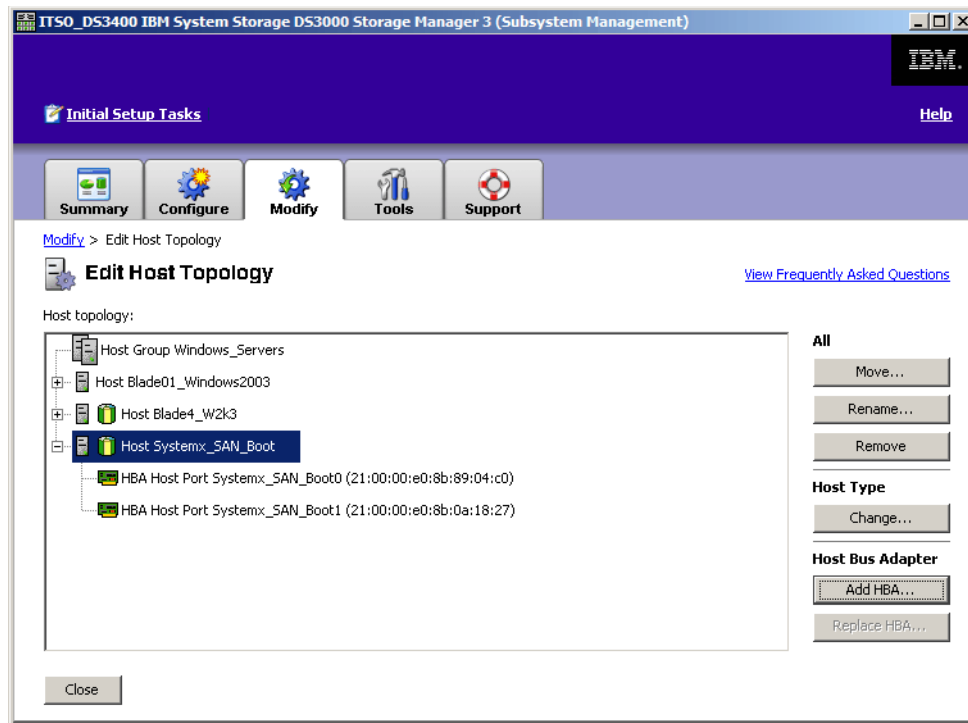 ITSO_DS3400 IBM System Storage DS3000 Storage Manager 3 (Subsystem Management)
IBM.
Initial Setup Tasks
Help
Summary
Configure
Modify
Tools
Support
Modify > Edit Host Topology
Edit Host Topology
View Frequently Asked Questions
Host topology:
Host Group Windows_Servers
Host Blade01_Windows2003
Host Blade4_W2k3
Host Systemx_SAN_Boot
HBA Host Port Systemx_SAN_Boot0 (21:00:00:e0:8b:89:04:c0)
HBA Host Port Systemx_SAN_Boot1 (21:00:00:e0:8b:0a:18:27)
All
Move...
Rename...
Remove
Host Type
Change...
Host Bus Adapter
Add HBA...
Replace HBA...
Close